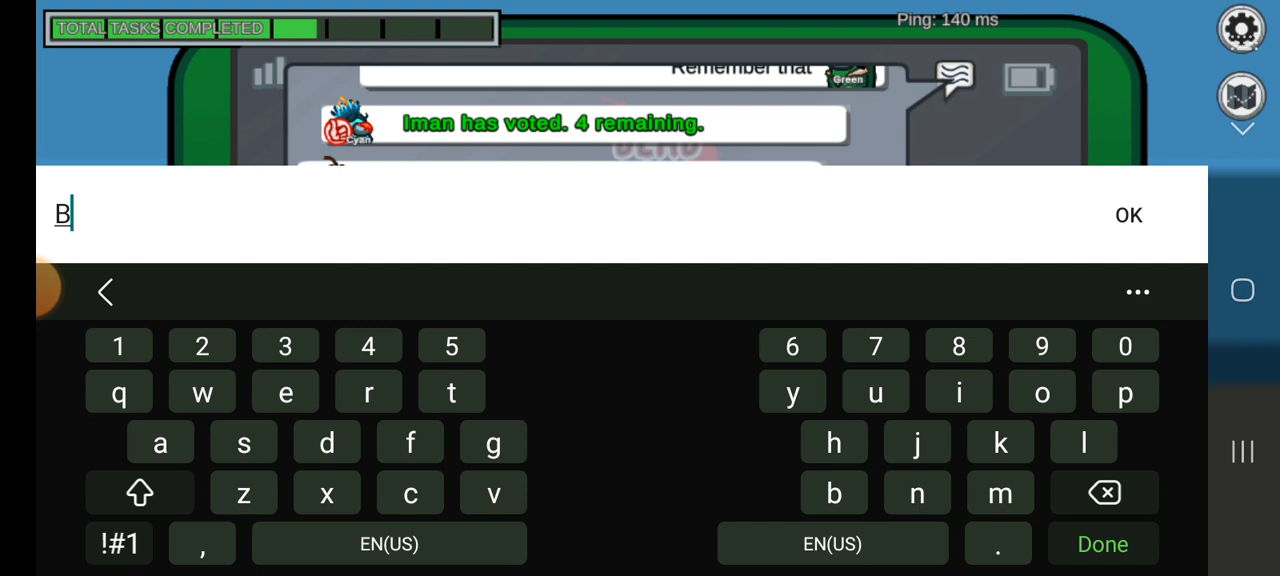 TOTAL TASKS COMPLETED
Ping: 140 ms
Remember that
Green
Iman has voted. 4 remaining.
Cyan
DEAD
B
OK
1 2 3 4 5 6 7 8 9 0
q w e r t y u i o p
a s d f g h j k l
z x c v b n m
!#1 , EN(US) EN(US) . Done